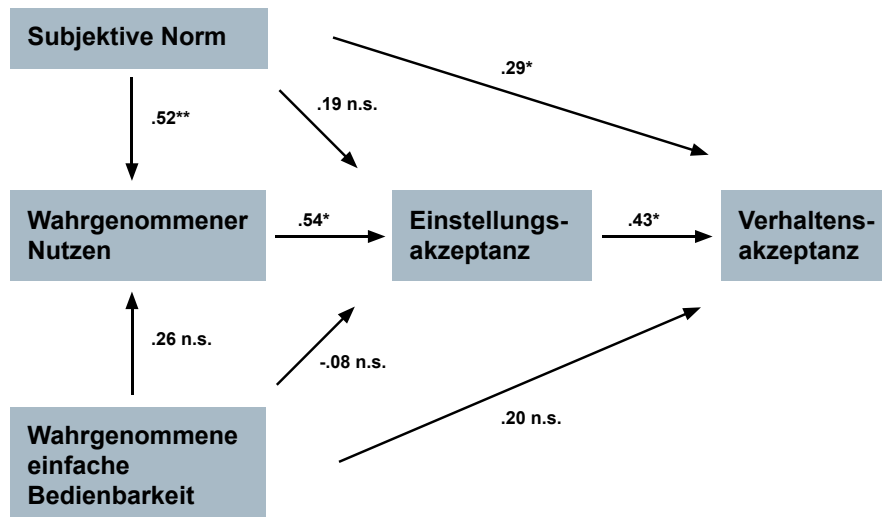 Subjektive Norm
.29*
.19 n.s.
.52**
Wahrgenommener
Nutzen
.54*
Einstellungs-
akzeptanz
.43*
Verhaltens-
akzeptanz
.26 n.s.
-.08 n.s.
.20 n.s.
Wahrgenommene
einfache
Bedienbarkeit